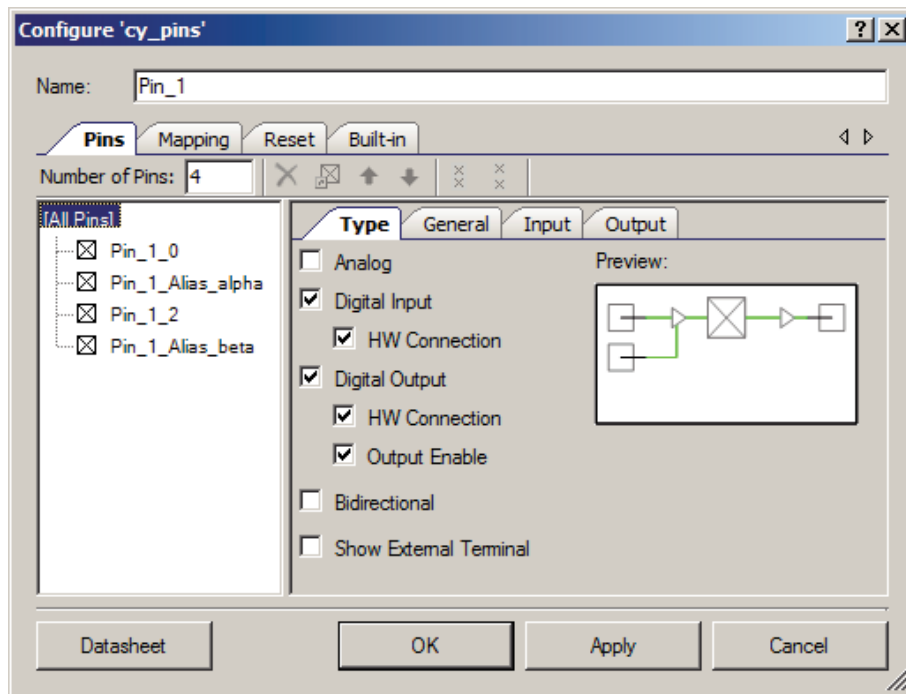 Configure 'cy_pins'
Name: Pin_1
Pins Mapping Reset Built-in
Number of Pins: 4
[All Pins]
Pin_1_0
Pin_1_Alias_alpha
Pin_1_2
Pin_1_Alias_beta
Type General Input Output
Analog
Preview:
Digital Input
HW Connection
Digital Output
HW Connection
Output Enable
Bidirectional
Show External Terminal
Datasheet OK Apply Cancel